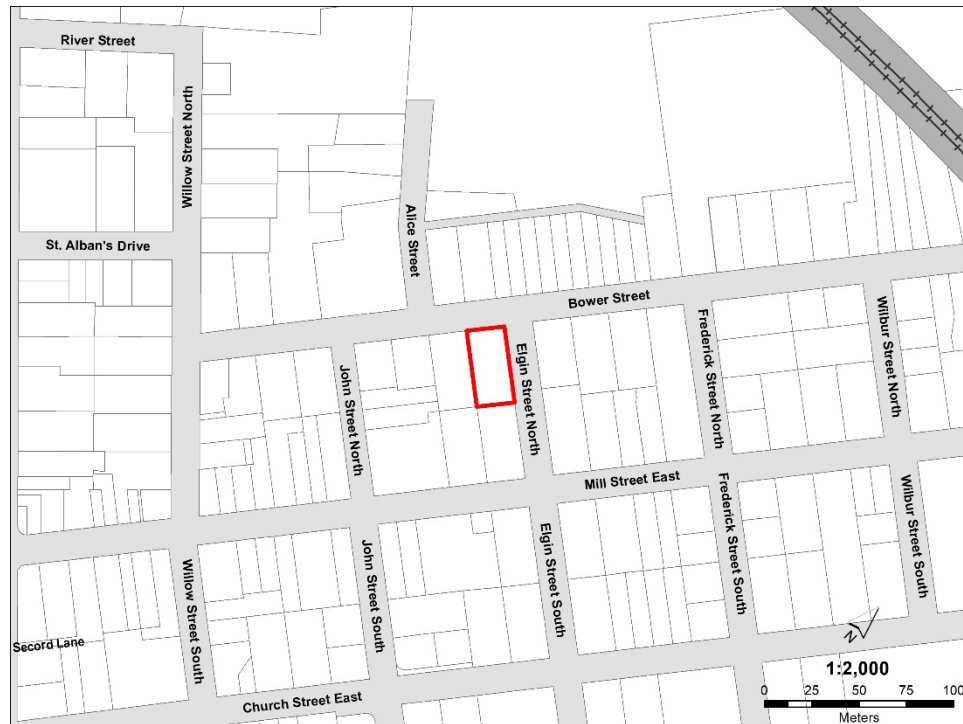 River Street
Willow Street North
St. Alban's Drive
Alice Street
Bower Street
John Street North
Elgin Street North
Frederick Street North
Wilbur Street North
Mill Street East
Willow Street South
John Street South
Elgin Street South
Frederick Street South
Wilbur Street South
Secord Lane
Church Street East
N
1:2,000
0 25 50 75 100
Meters